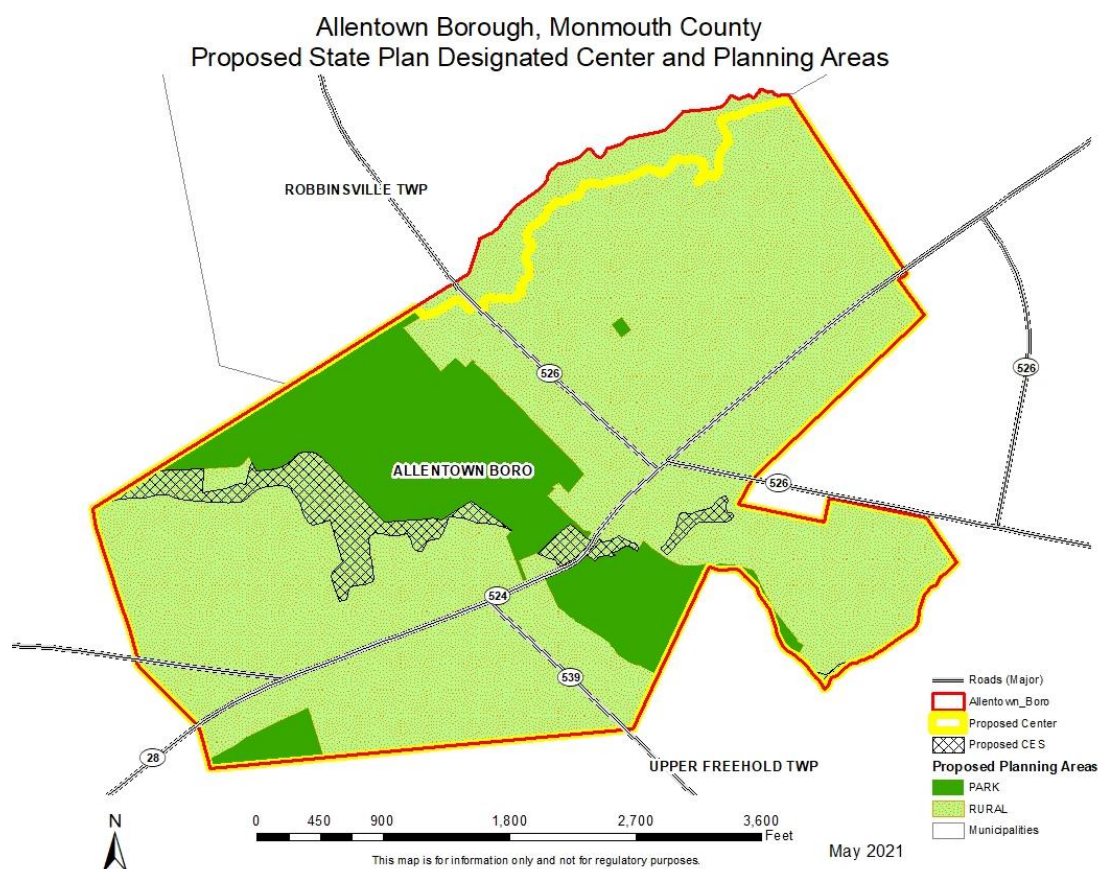 Allentown Borough, Monmouth County
Proposed State Plan Designated Center and Planning Areas
ROBBINSVILLE TWP
526
526
ALLENTOWN BORO
526
524
539
28
UPPER FREEHOLD TWP
Roads (Major)
Allentown_Boro
Proposed Center
Proposed CES
Proposed Planning Areas
PARK
RURAL
Municipalities
N
0 450 900 1,800 2,700 3,600
Feet
This map is for information only and not for regulatory purposes.
May 2021